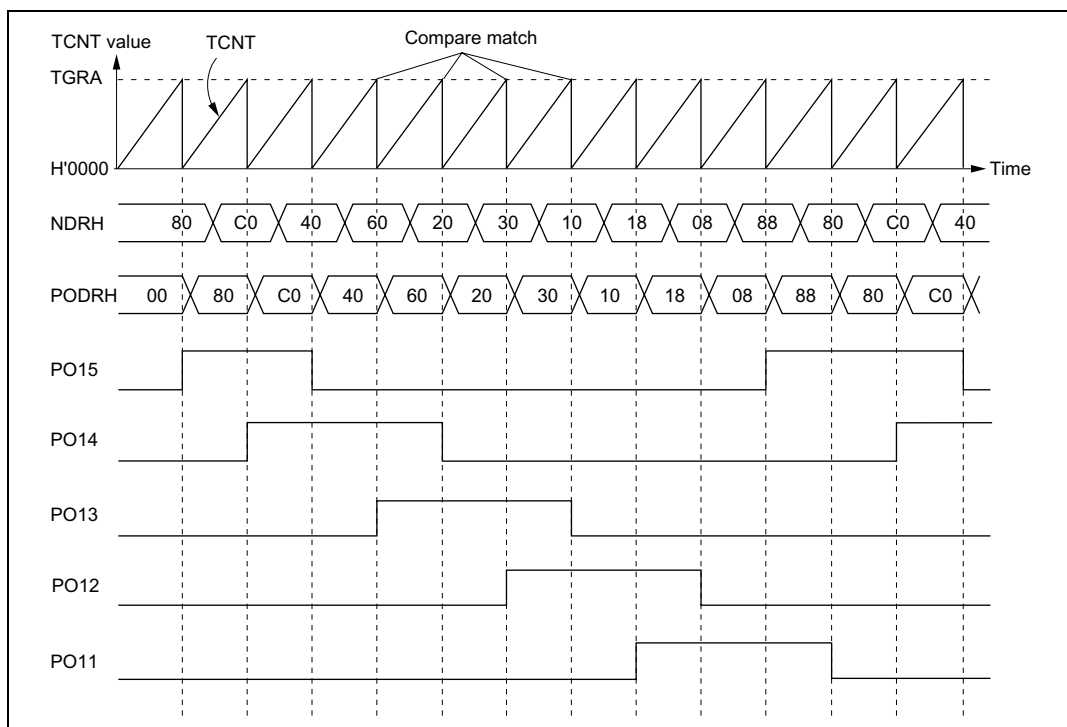 Compare match
TCNT value
TCNT
TGRA
H'0000
Time
NDRH 80 C0 40 60 20 30 10 18 08 88 80 C0 40
PODRH 00 80 C0 40 60 20 30 10 18 08 88 80 C0
PO15
PO14
PO13
PO12
PO11